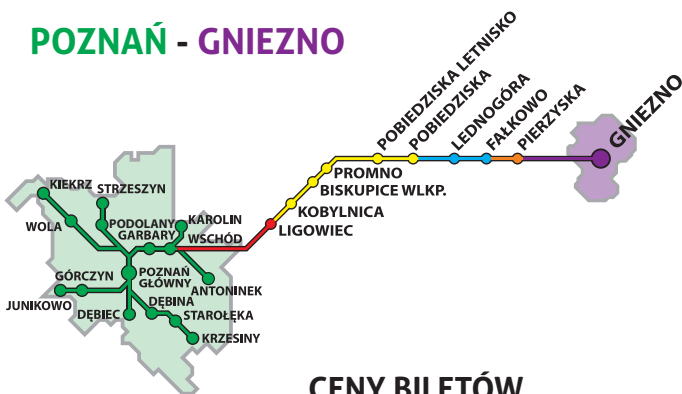 POZNAŃ - GNIEZNO
POBIEDZISKA LETNISKO
POBIEDZISKA
LEDNOGÓRA
FAŁKOWO
PIERZYSKA
GNIEZNO
PROMNO
BISKUPICE WLKP.
KOBYLNICA
LIGOWIEC
KIEKRZ
STRZESZYN
WOLA
PODOLANY
GARBARY
KAROLIN
WSCHÓD
GÓRCZYN
POZNAŃ
GŁÓWNY
ANTONINEK
JUNIKOWO
DĘBIEC
DĘBINA
STAROŁĘKA
KRZESINY
CENY BILETÓW